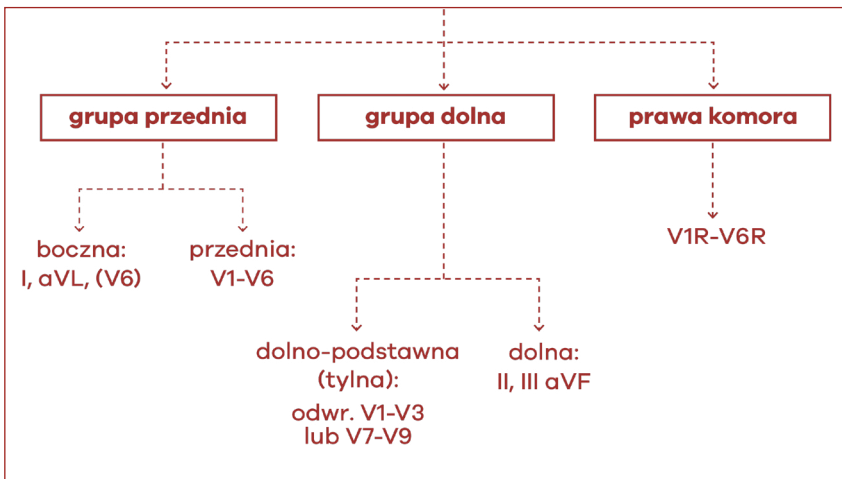 grupa przednia
grupa dolna
prawa komora
boczna:
I, aVL, (V6)
przednia:
V1-V6
V1R-V6R
dolno-podstawna
(tylna):
odwr. V1-V3
lub V7-V9
dolna:
II, III aVF